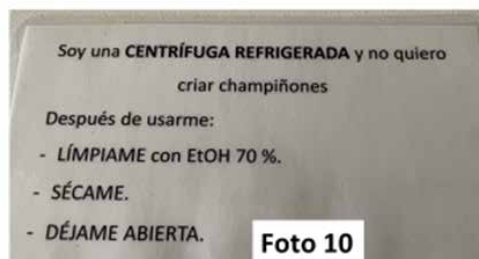 Soy una CENTRÍFUGA REFRIGERADA y no quiero
criar champiñones
Después de usarme:
- LÍMPIAME con EtOH 70 %.
- SÉCAME.
- DÉJAME ABIERTA.
Foto 10